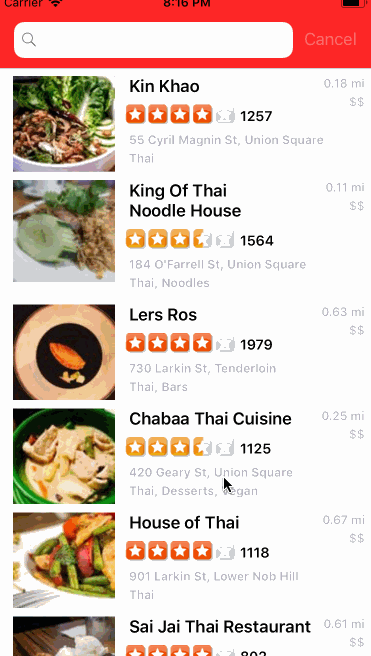 Carrier 8:16 PM
Cancel
Kin Khao 0.18 mi
$$
1257
55 Cyril Magnin St, Union Square
Thai
King Of Thai 0.11 mi
Noodle House $$
1564
184 O'Farrell St, Union Square
Thai, Noodles
Lers Ros 0.63 mi
$$
1979
730 Larkin St, Tenderloin
Thai, Bars
Chabaa Thai Cuisine 0.25 mi
$$
1125
420 Geary St, Union Square
Thai, Desserts, Vegan
House of Thai 0.67 mi
$$
1118
901 Larkin St, Lower Nob Hill
Thai
Sai Jai Thai Restaurant 0.61 mi
$$
802